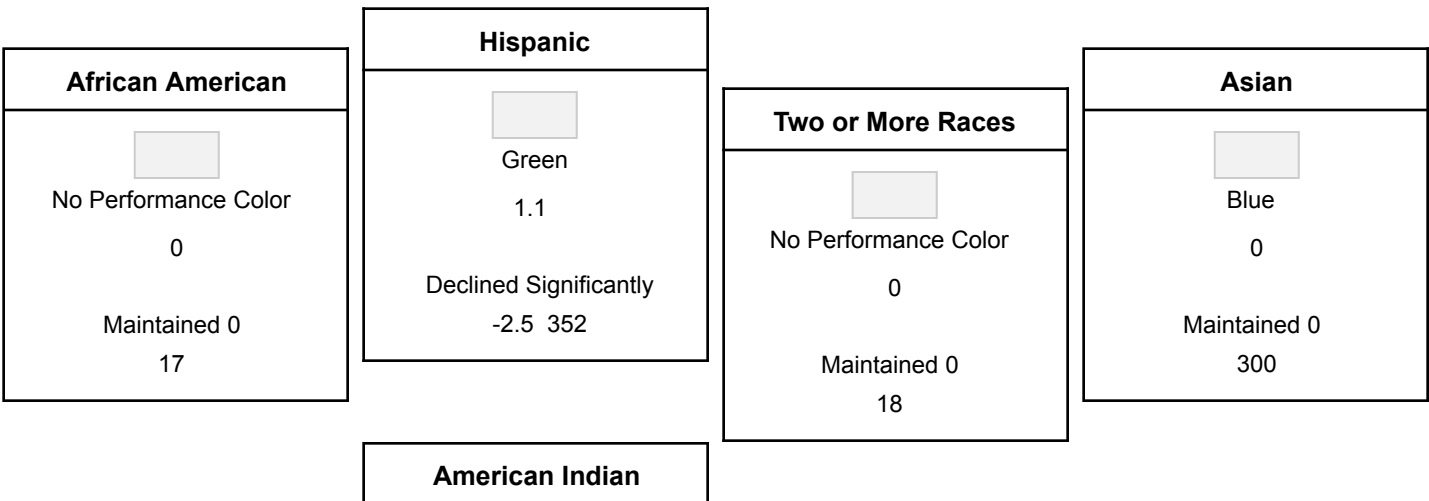 African American
No Performance Color
0
Maintained 0
17
Hispanic
Green
1.1
Declined Significantly
-2.5 352
Two or More Races
No Performance Color
0
Maintained 0
18
Asian
Blue
0
Maintained 0
300
American Indian